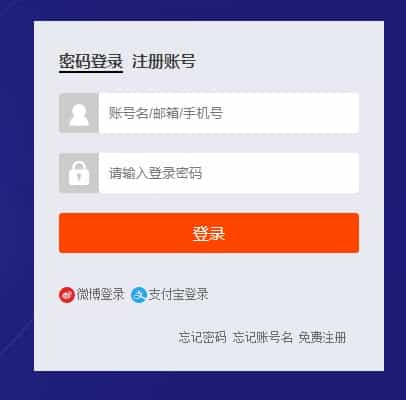 密码登录 注册账号
账号名/邮箱/手机号
请输入登录密码
登录
微博登录 支付宝登录
忘记密码 忘记账号名 免费注册